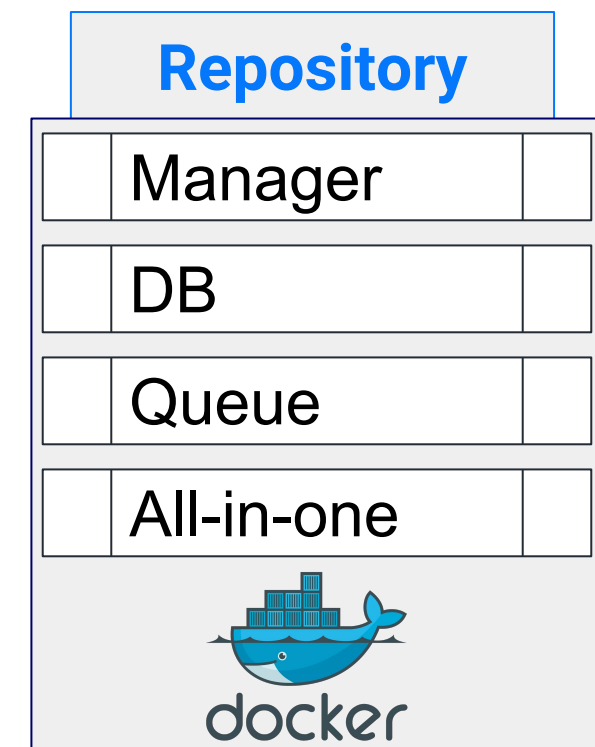 Repository
Manager
DB
Queue
All-in-one
docker